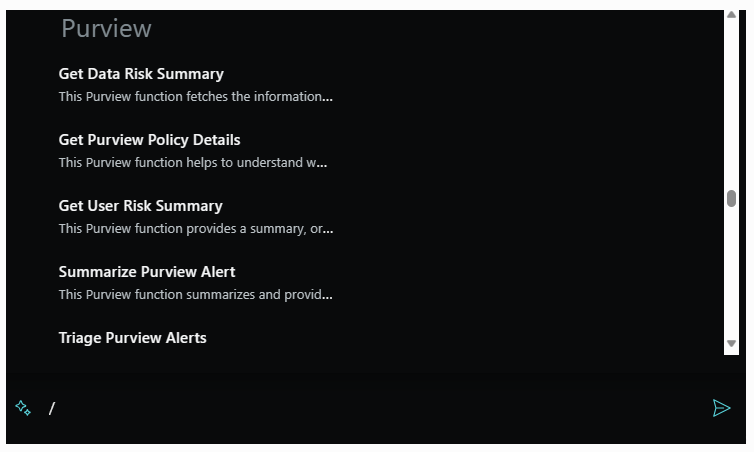 Purview
Get Data Risk Summary
This Purview function fetches the information...
Get Purview Policy Details
This Purview function helps to understand w...
Get User Risk Summary
This Purview function provides a summary, or...
Summarize Purview Alert
This Purview function summarizes and provid...
Triage Purview Alerts
/